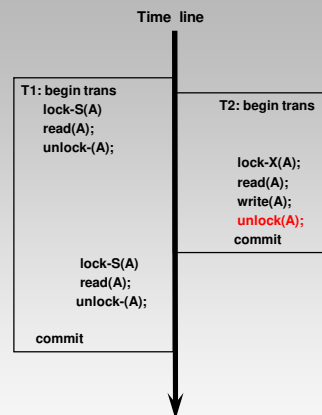 Time line
T1: begin trans
lock-S(A)
read(A);
unlock-(A);
T2: begin trans
lock-X(A);
read(A);
write(A);
unlock(A);
commit
lock-S(A)
read(A);
unlock-(A);
commit